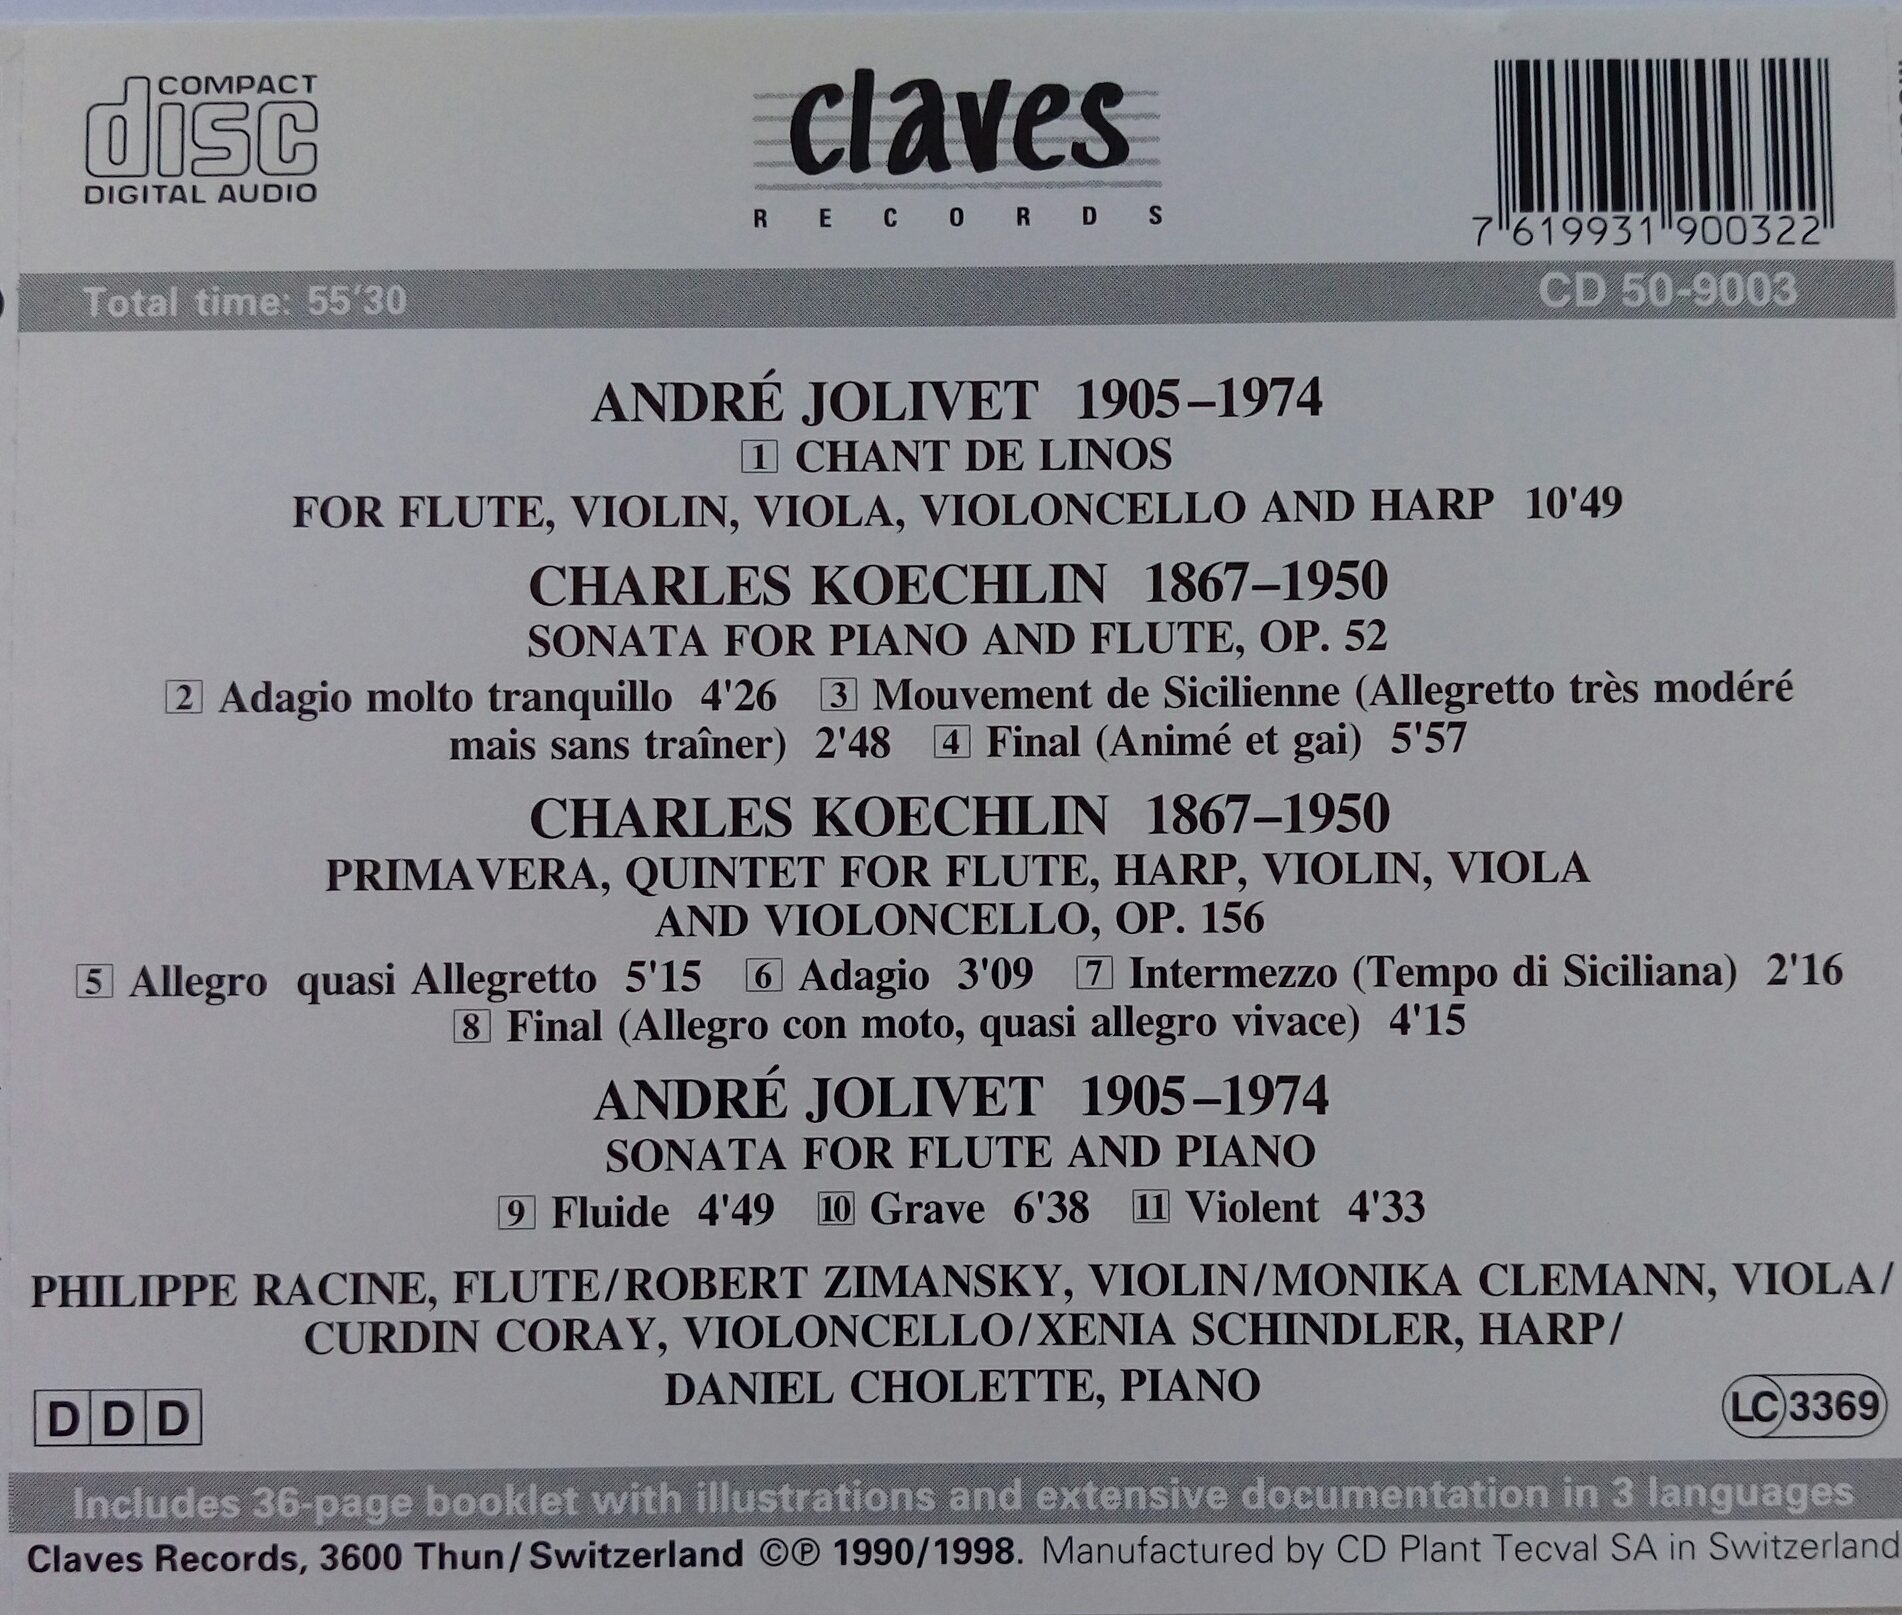 COMPACT
disc
DIGITAL AUDIO
claves
RECORDS
7 619931 900322
Total time: 55'30
CD 50-9003
ANDRÉ JOLIVET 1905–1974
1 CHANT DE LINOS
FOR FLUTE, VIOLIN, VIOLA, VIOLONCELLO AND HARP 10'49
CHARLES KOECHLIN 1867–1950
SONATA FOR PIANO AND FLUTE, OP. 52
2 Adagio molto tranquillo 4'26 3 Mouvement de Sicilienne (Allegretto très modéré
mais sans traîner) 2'48 4 Final (Animé et gai) 5'57
CHARLES KOECHLIN 1867–1950
PRIMAVERA, QUINTET FOR FLUTE, HARP, VIOLIN, VIOLA
AND VIOLONCELLO, OP. 156
5 Allegro quasi Allegretto 5'15 6 Adagio 3'09 7 Intermezzo (Tempo di Siciliana) 2'16
8 Final (Allegro con moto, quasi allegro vivace) 4'15
ANDRÉ JOLIVET 1905–1974
SONATA FOR FLUTE AND PIANO
9 Fluide 4'49 10 Grave 6'38 11 Violent 4'33
PHILIPPE RACINE, FLUTE/ROBERT ZIMANSKY, VIOLIN/MONIKA CLEMANN, VIOLA/
CURDIN CORAY, VIOLONCELLO/XENIA SCHINDLER, HARP/
DANIEL CHOLETTE, PIANO
DDD
LC 3369
Includes 36-page booklet with illustrations and extensive documentation in 3 languages
Claves Records, 3600 Thun/Switzerland ©℗ 1990/1998. Manufactured by CD Plant Tecval SA in Switzerland